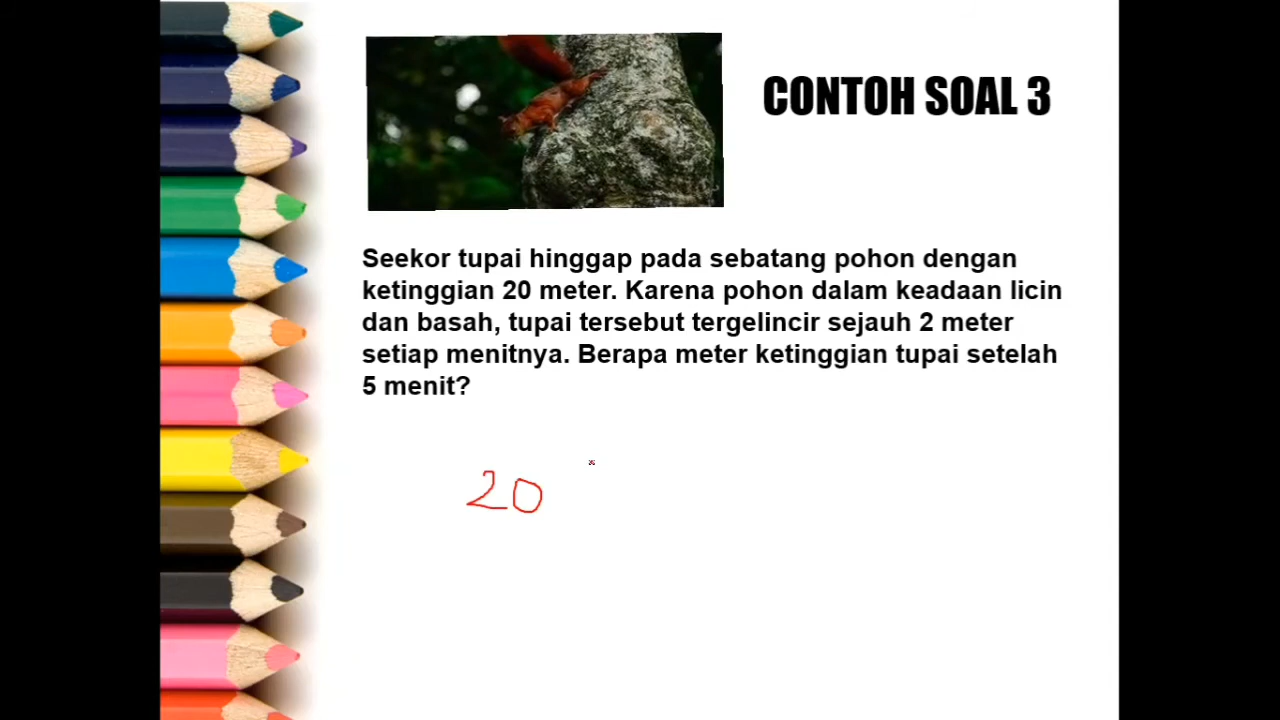 CONTOH SOAL 3
Seekor tupai hinggap pada sebatang pohon dengan
ketinggian 20 meter. Karena pohon dalam keadaan licin
dan basah, tupai tersebut tergelincir sejauh 2 meter
setiap menitnya. Berapa meter ketinggian tupai setelah
5 menit?
20